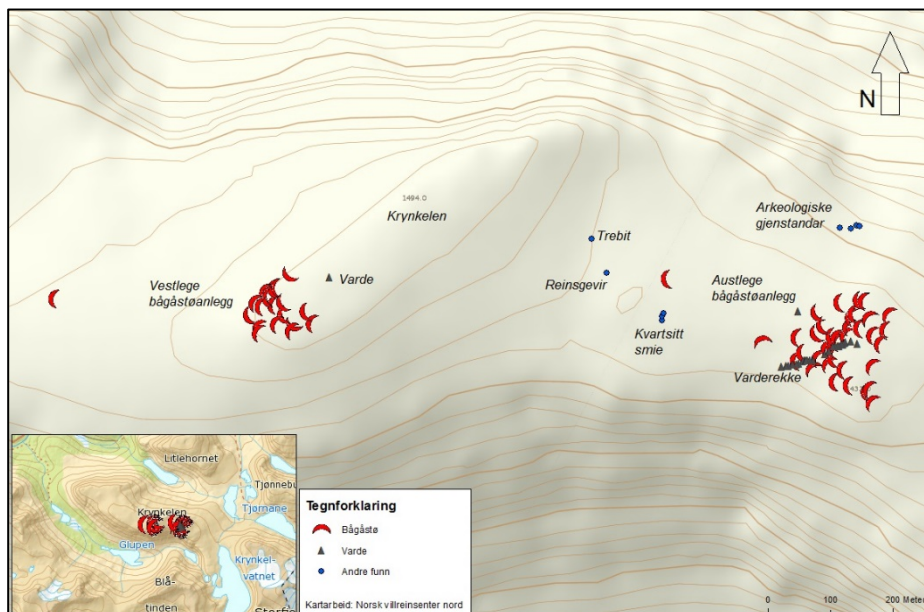 N
1494.0
Krynkelen
Arkeologiske
gjenstandar
Trebit
Vestlege
bågåstøanlegg
Varde
Reinsgevir
Austlege
bågåstøanlegg
Kvartsitt
smie
Varderekke
Litlehornet
Tjørnane
Krynkelen
Glupen
Krynkel-
vatnet
Blå-
tinden
Tegnforklaring
Bågåstø
Varde
Andre funn
Kartarbeid: Norsk villreinsenter nord
0 100 200 Meter